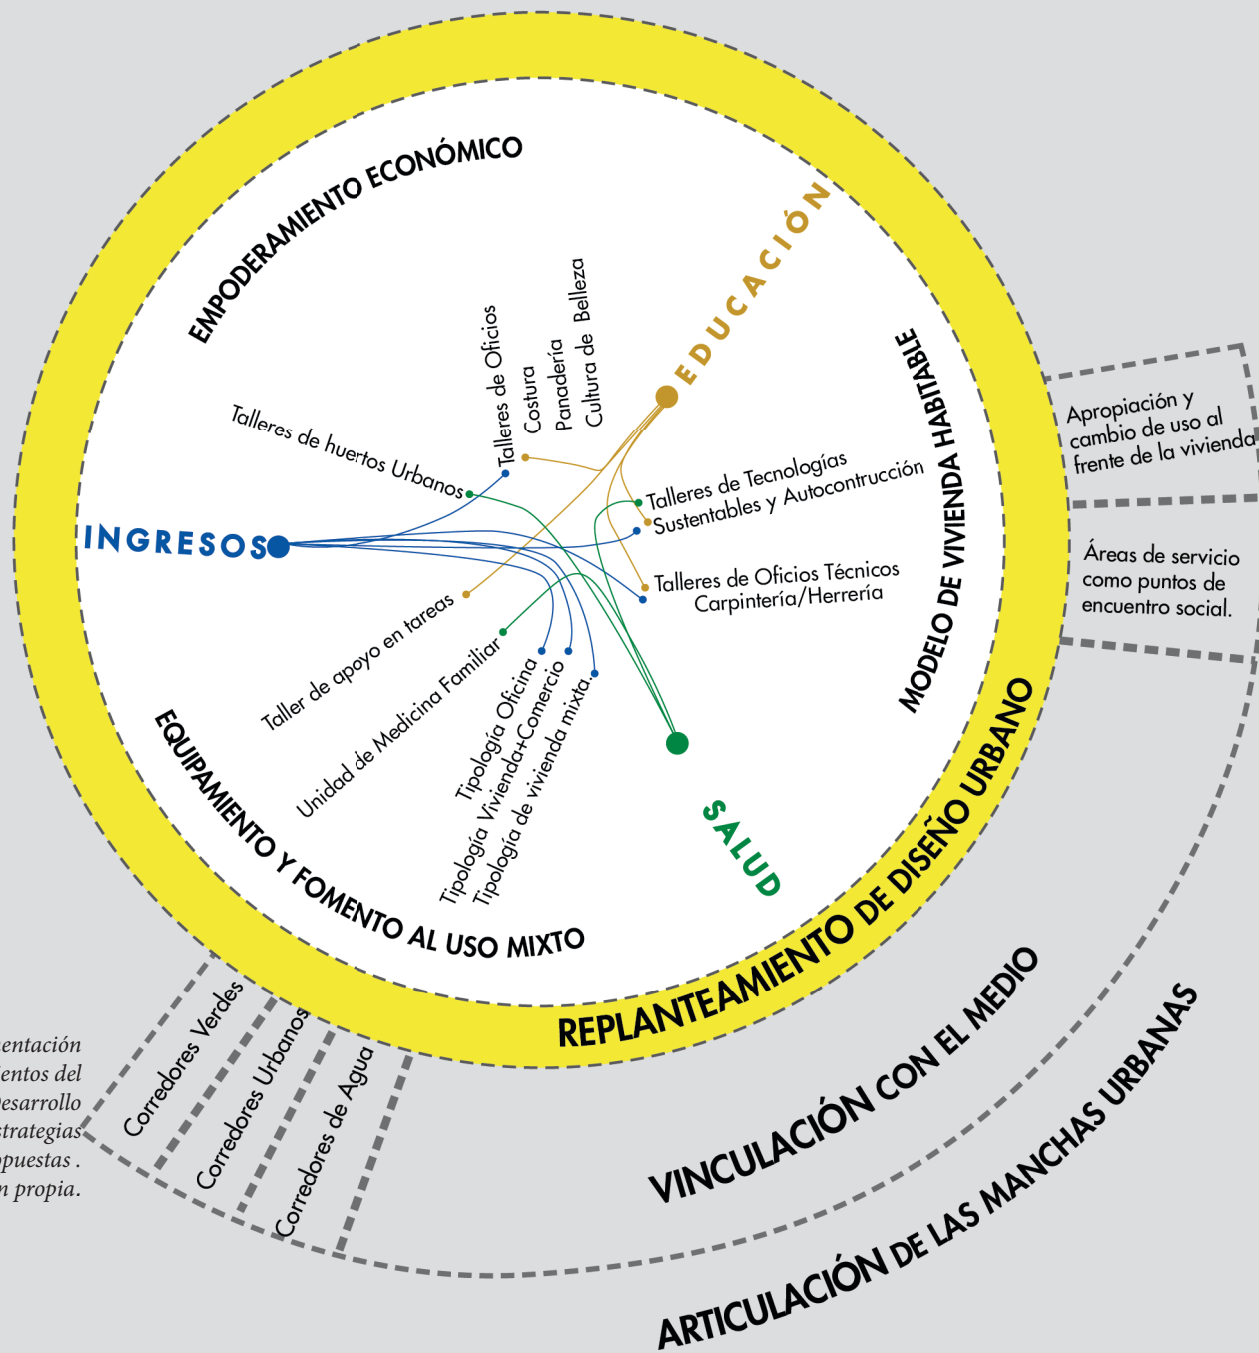 EMPODERAMIENTO ECONÓMICO
EDUCACIÓN
MODELO DE VIVIENDA HABITABLE
Talleres de Oficios
Costura
Panadería
Cultura de Belleza
Talleres de huertos Urbanos
INGRESOS
Talleres de Tecnologías
Sustentables y Autocontrucción
Talleres de Oficios Técnicos
Carpintería/Herrería
Taller de apoyo en tareas
Unidad de Medicina Familiar
Tipología Oficina
Tipología Vivienda+Comercio
Tipología de vivienda mixta.
SALUD
EQUIPAMIENTO Y FOMENTO AL USO MIXTO
REPLANTEAMIENTO DE DISEÑO URBANO
Apropiación y
cambio de uso al
frente de la vivienda
Áreas de servicio
como puntos de
encuentro social.
Corredores Verdes
Corredores Urbanos
Corredores de Agua
VINCULACIÓN CON EL MEDIO
ARTICULACIÓN DE LAS MANCHAS URBANAS
del
propia.